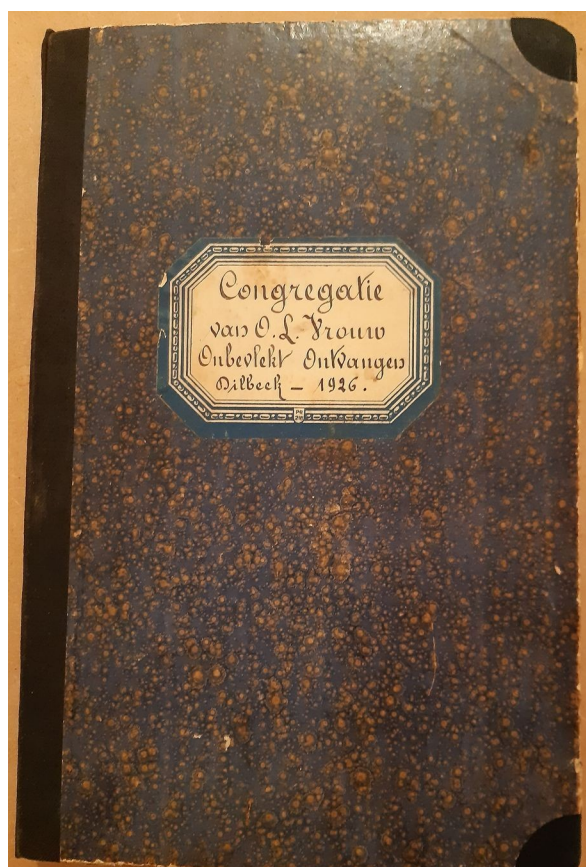 Congregatie
van O. L. Vrouw
Onbevlekt Ontvangen
Dilbeek – 1926.